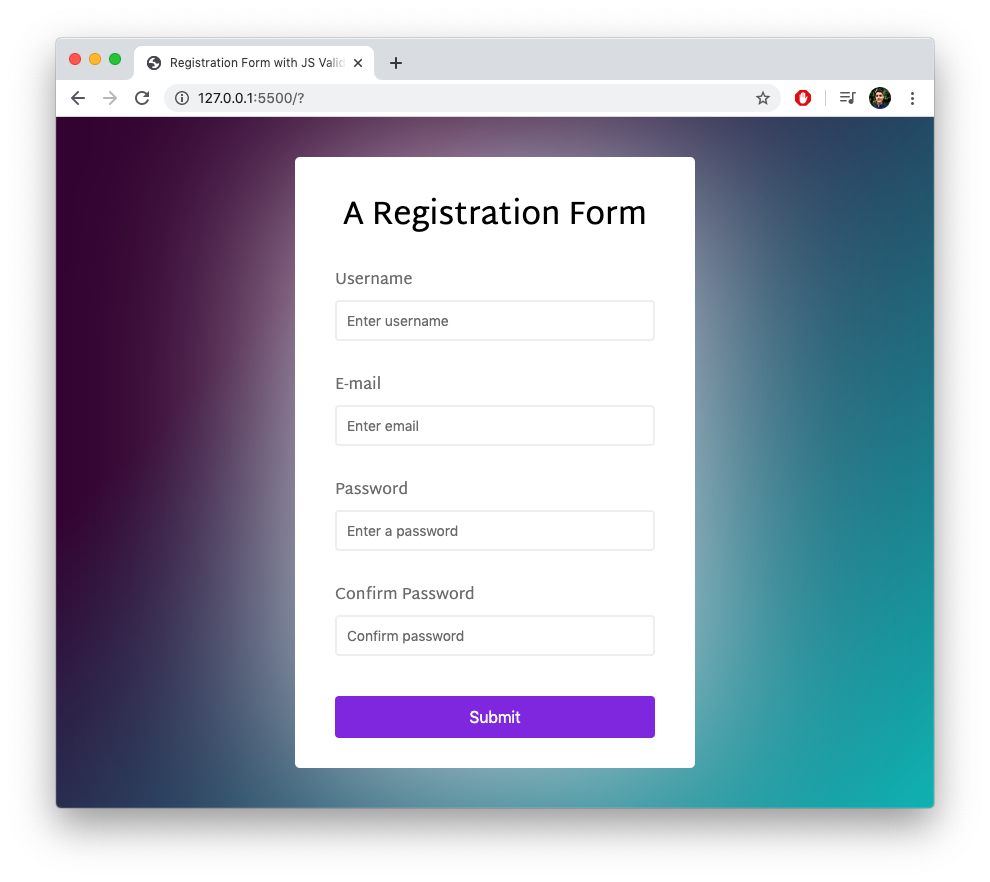 Registration Form with JS Valid
127.0.0.1:5500/?
A Registration Form
Username
Enter username
E-mail
Enter email
Password
Enter a password
Confirm Password
Confirm password
Submit